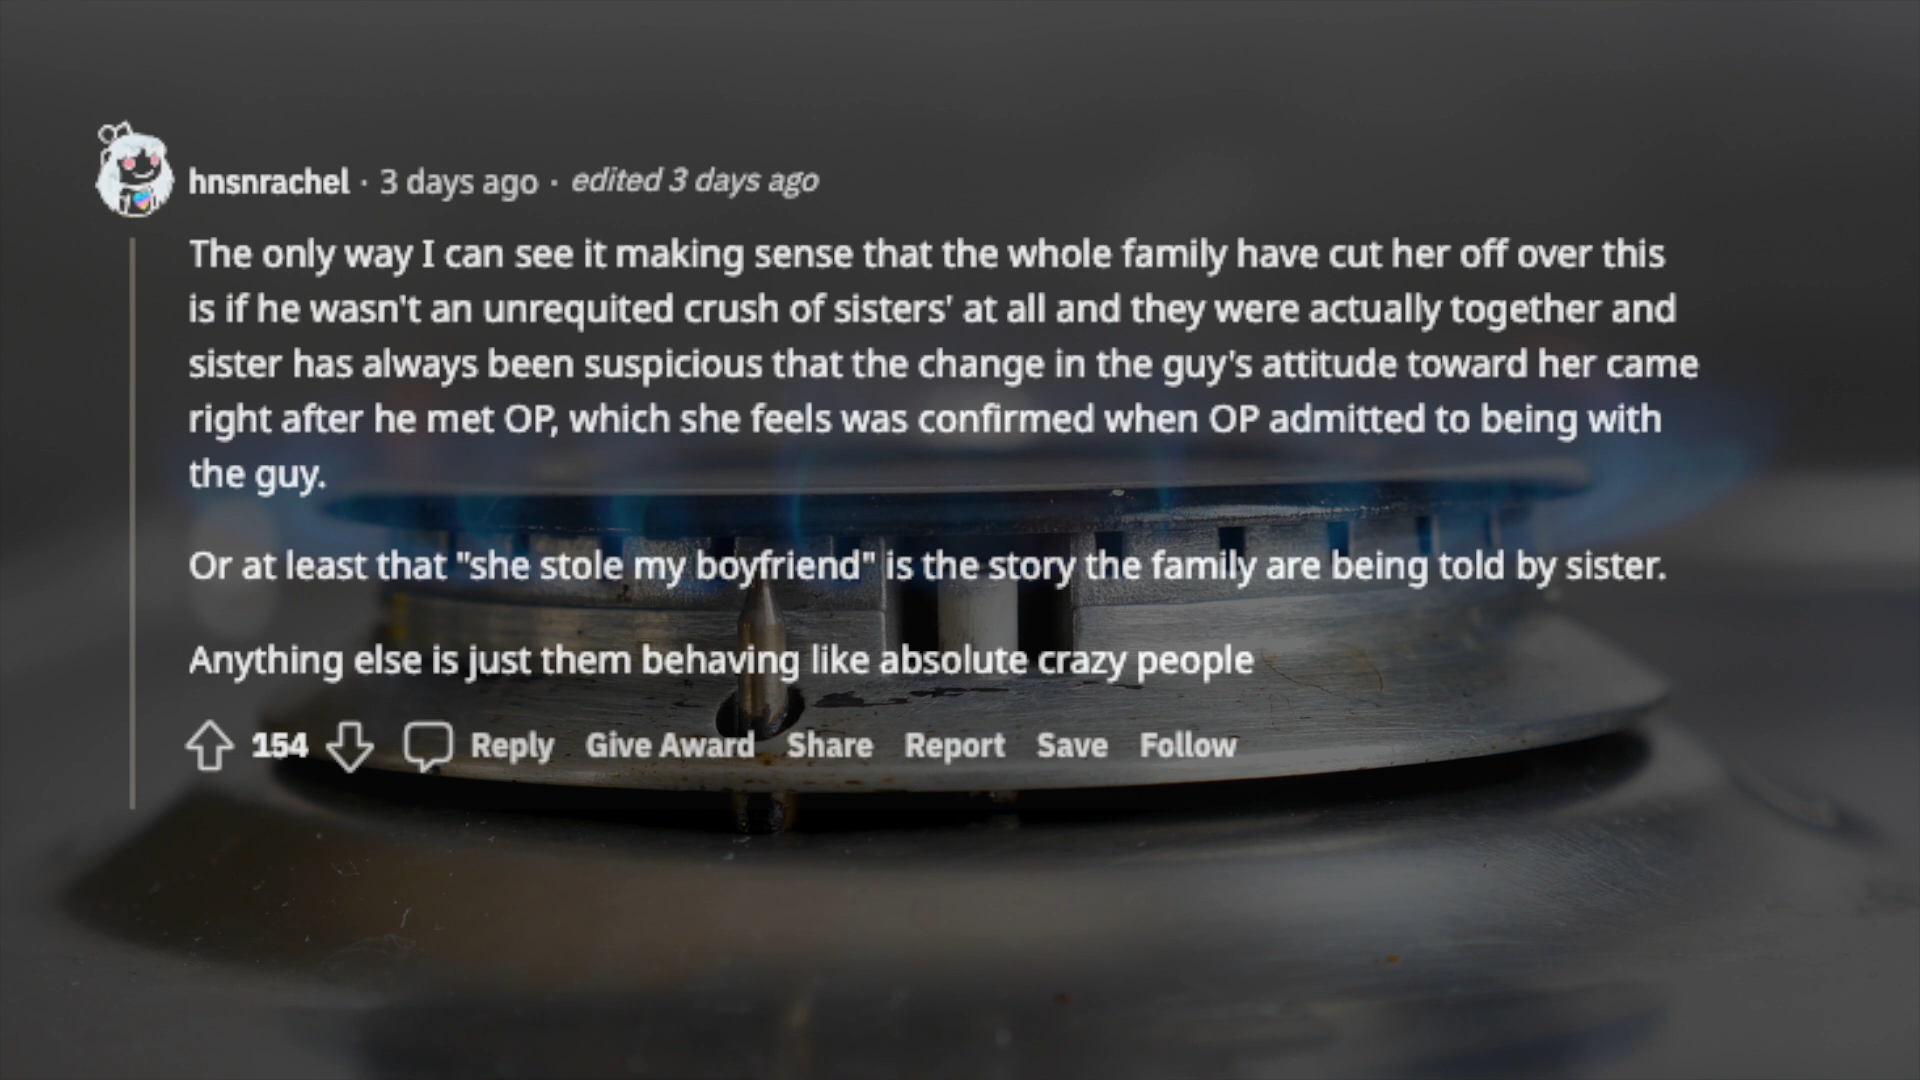 hnsnrachel · 3 days ago · edited 3 days ago
The only way I can see it making sense that the whole family have cut her off over this
is if he wasn't an unrequited crush of sisters' at all and they were actually together and
sister has always been suspicious that the change in the guy's attitude toward her came
right after he met OP, which she feels was confirmed when OP admitted to being with
the guy.
Or at least that "she stole my boyfriend" is the story the family are being told by sister.
Anything else is just them behaving like absolute crazy people
154 Reply Give Award Share Report Save Follow